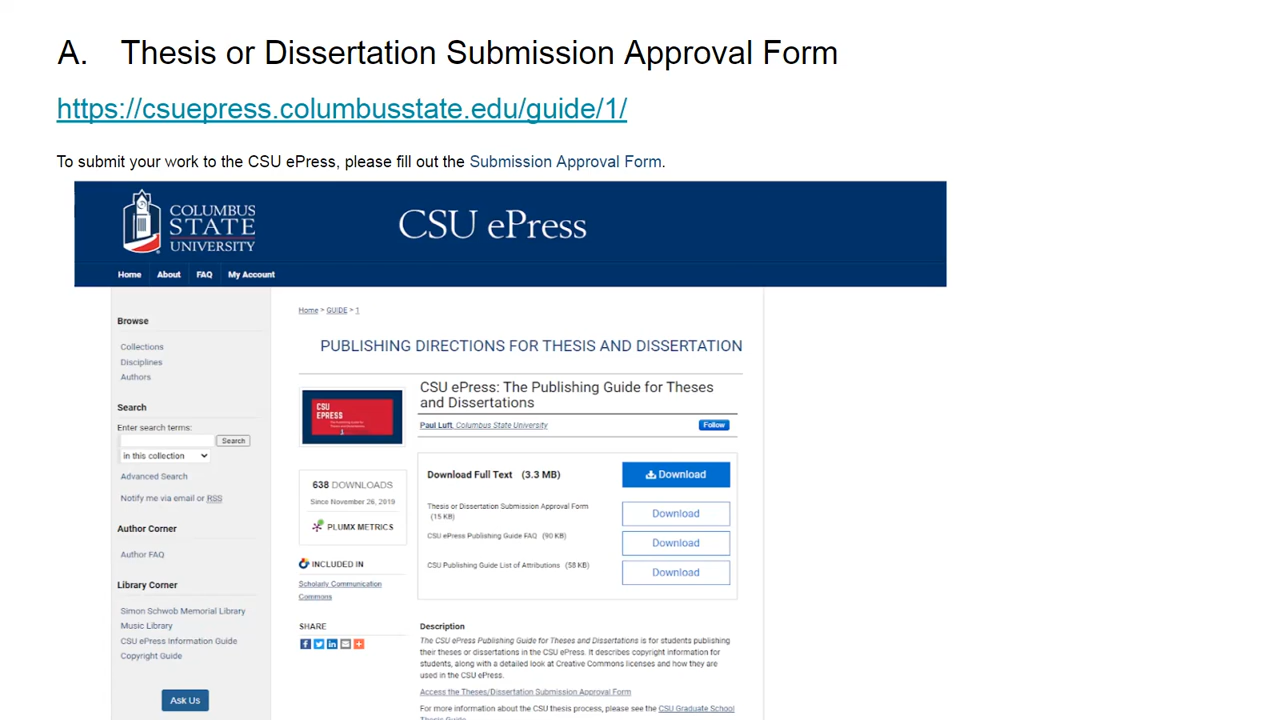 A. Thesis or Dissertation Submission Approval Form
https://csuepress.columbusstate.edu/guide/1/
To submit your work to the CSU ePress, please fill out the Submission Approval Form.
COLUMBUS
STATE
UNIVERSITY
CSU ePress
Home About FAQ My Account
Browse
Collections
Disciplines
Authors
Search
Enter search terms:
Search
in this collection
Advanced Search
Notify me via email or RSS
Author Corner
Author FAQ
Library Corner
Simon Schwob Memorial Library
Music Library
CSU ePress Information Guide
Copyright Guide
Ask Us
Home > GUIDE > 1
PUBLISHING DIRECTIONS FOR THESIS AND DISSERTATION
CSU
EPRESS
638 DOWNLOADS
Since November 26, 2019
PLUMX METRICS
INCLUDED IN
Scholarly Communication
Commons
SHARE
CSU ePress: The Publishing Guide for Theses
and Dissertations
Paul Luft, Columbus State University
Follow
Download Full Text (3.3 MB)
Download
Thesis or Dissertation Submission Approval Form
(15 KB)
Download
CSU ePress Publishing Guide FAQ (90 KB)
Download
CSU Publishing Guide List of Attributions (58 KB)
Download
Description
The CSU ePress Publishing Guide for Theses and Dissertations is for students publishing
their theses or dissertations in the CSU ePress. It describes copyright information for
students, along with a detailed look at Creative Commons licenses and how they are
used in the CSU ePress.
Access the Theses/Dissertation Submission Approval Form
For more information about the CSU thesis process, please see the CSU Graduate School